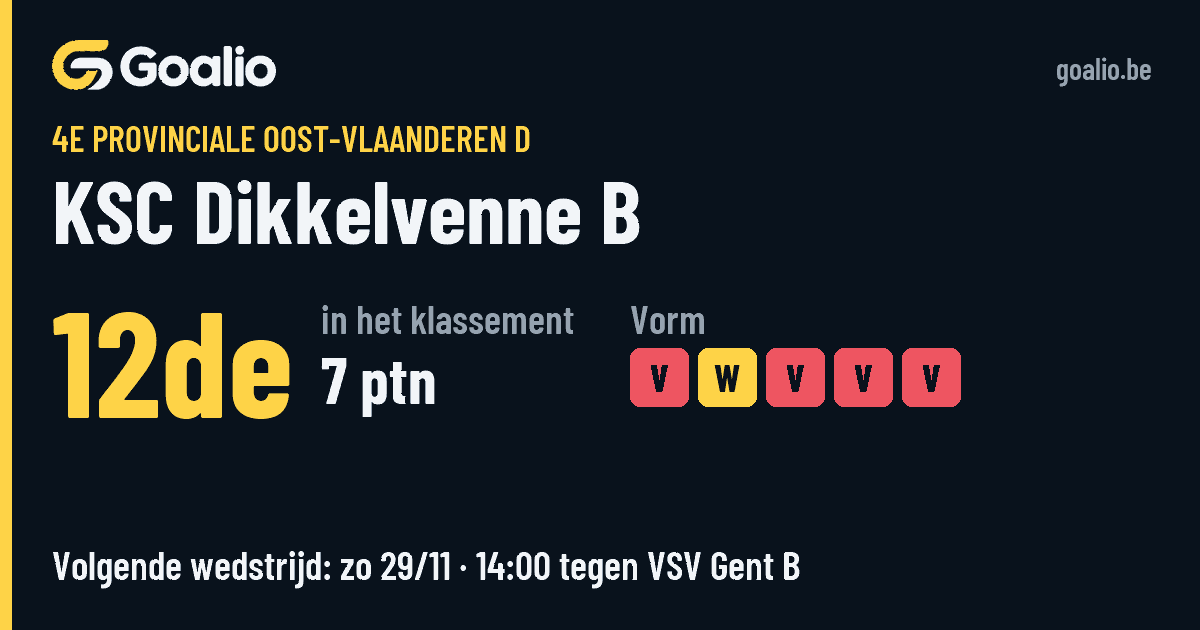 Goalio
goalio.be
4E PROVINCIALE OOST-VLAANDEREN D
KSC Dikkelvenne B
12de
in het klassement
7 ptn
Vorm
V W V V V
Volgende wedstrijd: zo 29/11 · 14:00 tegen VSV Gent B